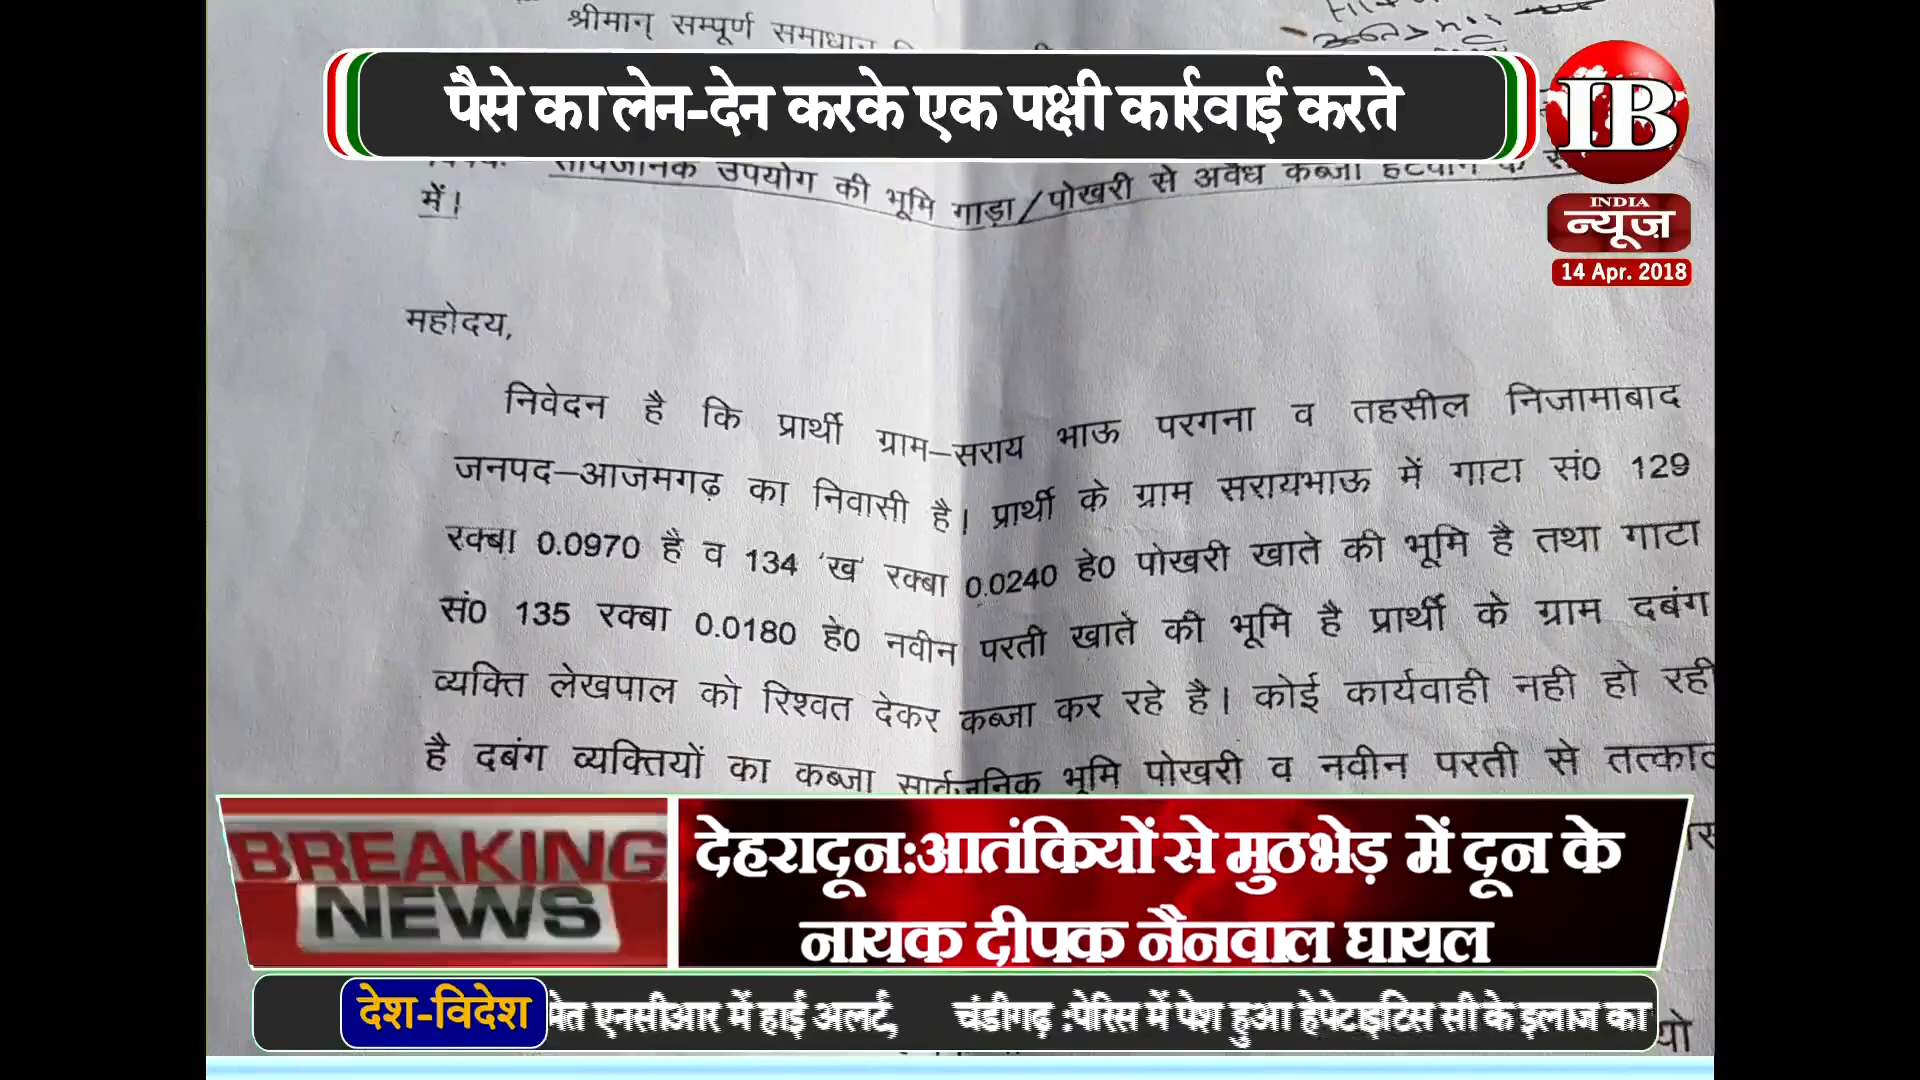 श्रीमान् सम्पूर्ण समाधान
पैसे का लेन-देन करके एक पक्षी कार्रवाई करते
IB
INDIA
न्यूज़
14 Apr. 2018
उपयोग की भूमि गाड़ा/पोखरी से अवैध कब्जा
में।
महोदय,
निवेदन है कि प्रार्थी ग्राम–सराय भाऊ परगना व तहसील निजामाबाद
जनपद–आजमगढ़ का निवासी है। प्रार्थी के ग्राम सरायभाऊ में गाटा सं0 129
रक्बा 0.0970 है व 134 'ख' रक्बा 0.0240 हे0 पोखरी खाते की भूमि है तथा गाटा
सं0 135 रक्बा 0.0180 हे0 नवीन परती खाते की भूमि है प्रार्थी के ग्राम दबंग
व्यक्ति लेखपाल को रिश्वत देकर कब्जा कर रहे है। कोई कार्यवाही नही हो रही
है दबंग व्यक्तियों का कब्जा सार्वजनिक भूमि पोखरी व नवीन परती से
BREAKING
NEWS
देहरादून:आतंकियों से मुठभेड़ में दून के
नायक दीपक नैनवाल घायल
देश-विदेश
एनसीआर में हाई अलर्ट, चंडीगढ़ :पेरिस में पेश हुआ हेपेटाइटिस सी के इलाज का